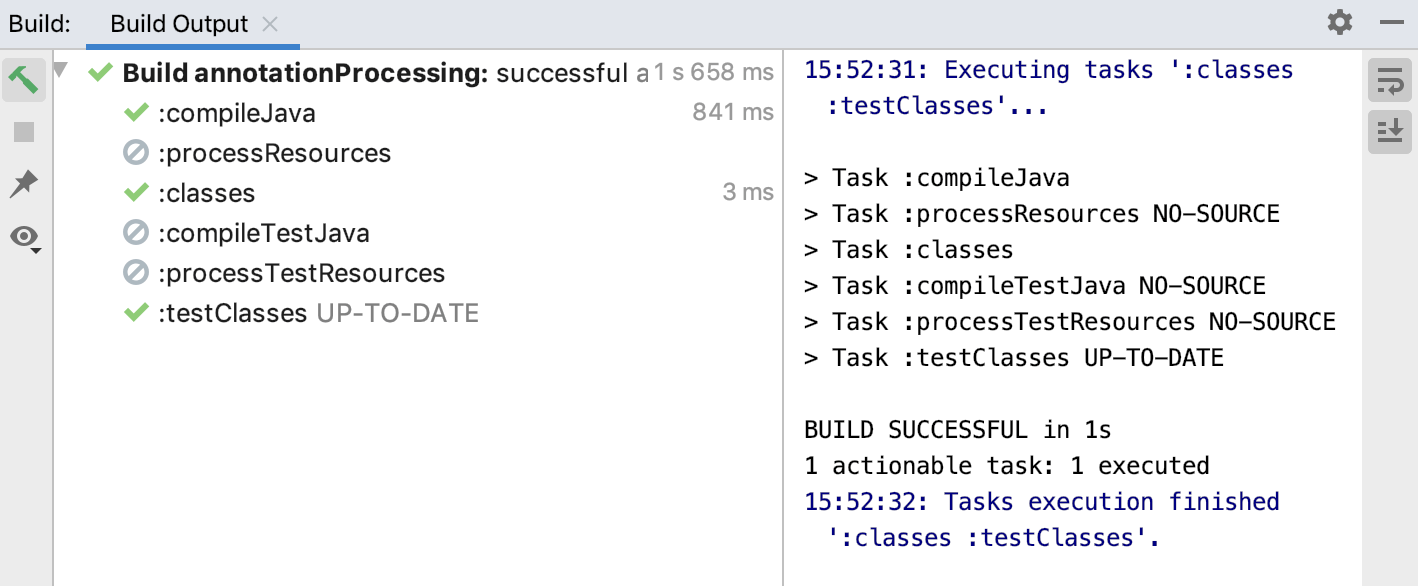 Build:
Build Output
Build annotationProcessing: successful a 1 s 658 ms
:compileJava 841 ms
:processResources
:classes 3 ms
:compileTestJava
:processTestResources
:testClasses UP-TO-DATE
15:52:31: Executing tasks ':classes
:testClasses'...
> Task :compileJava
> Task :processResources NO-SOURCE
> Task :classes
> Task :compileTestJava NO-SOURCE
> Task :processTestResources NO-SOURCE
> Task :testClasses UP-TO-DATE
BUILD SUCCESSFUL in 1s
1 actionable task: 1 executed
15:52:32: Tasks execution finished
':classes :testClasses'.